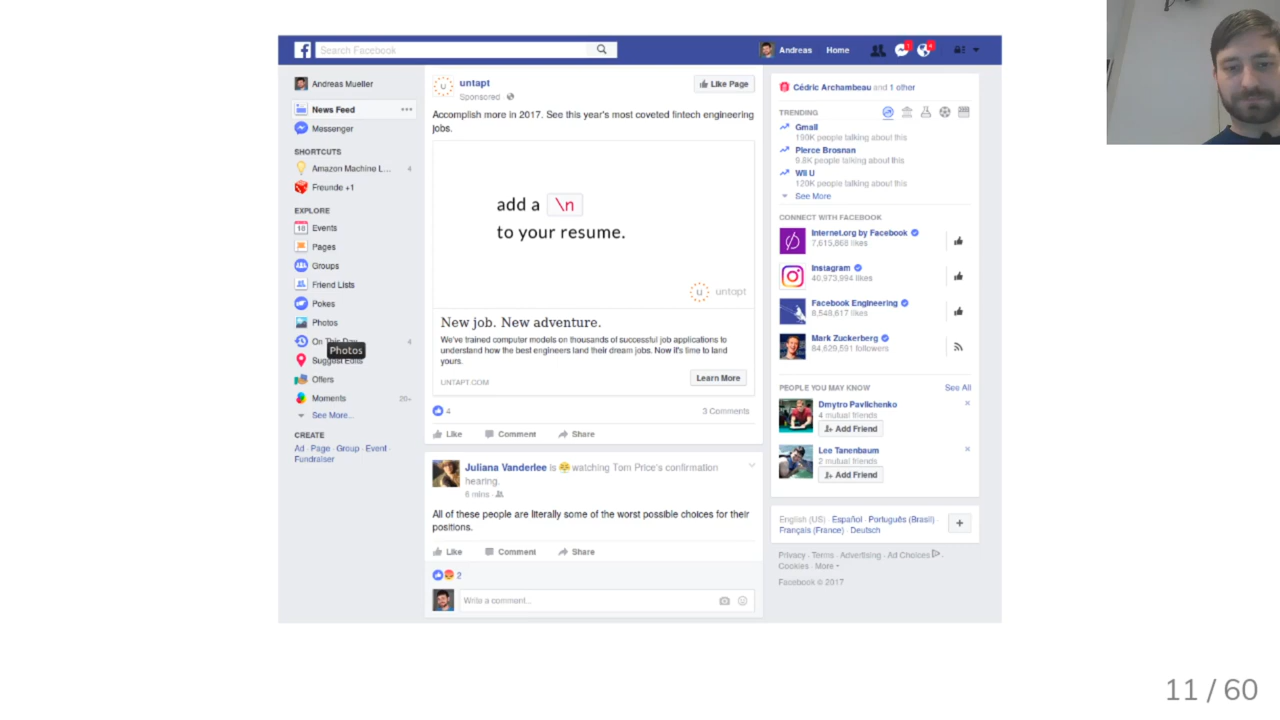 Search Facebook
Andreas
Home
Andreas Mueller
News Feed
Messenger
SHORTCUTS
Amazon Machine L... 4
Freunde +1
EXPLORE
Events
Pages
Groups
Friend Lists
Pokes
Photos
On This Day 4
Photos
Suggest Edits
Offers
Moments 20+
See More...
CREATE
Ad · Page · Group · Event
Fundraiser
untapt
Sponsored
Like Page
Accomplish more in 2017. See this year's most coveted fintech engineering
jobs.
add a \n
to your resume.
u untapt
New job. New adventure.
We've trained computer models on thousands of successful job applications to
understand how the best engineers land their dream jobs. Now it's time to land
yours.
UNTAPT.COM
Learn More
4
3 Comments
Like Comment Share
Juliana Vanderlee is watching Tom Price's confirmation
hearing.
6 mins ·
All of these people are literally some of the worst possible choices for their
positions.
Like Comment Share
2
Write a comment...
Cédric Archambeau and 1 other
TRENDING
Gmail
190K people talking about this
Pierce Brosnan
9.8K people talking about this
Wii U
120K people talking about this
See More
CONNECT WITH FACEBOOK
Internet.org by Facebook
7,615,868 likes
Instagram
40,973,994 likes
Facebook Engineering
8,548,617 likes
Mark Zuckerberg
84,629,591 followers
PEOPLE YOU MAY KNOW See All
Dmytro Pavlichenko
4 mutual friends
Add Friend
Lee Tanenbaum
2 mutual friends
Add Friend
English (US) · Español · Português (Brasil) ·
Français (France) · Deutsch
Privacy · Terms · Advertising · Ad Choices ·
Cookies · More
Facebook © 2017
11 / 60